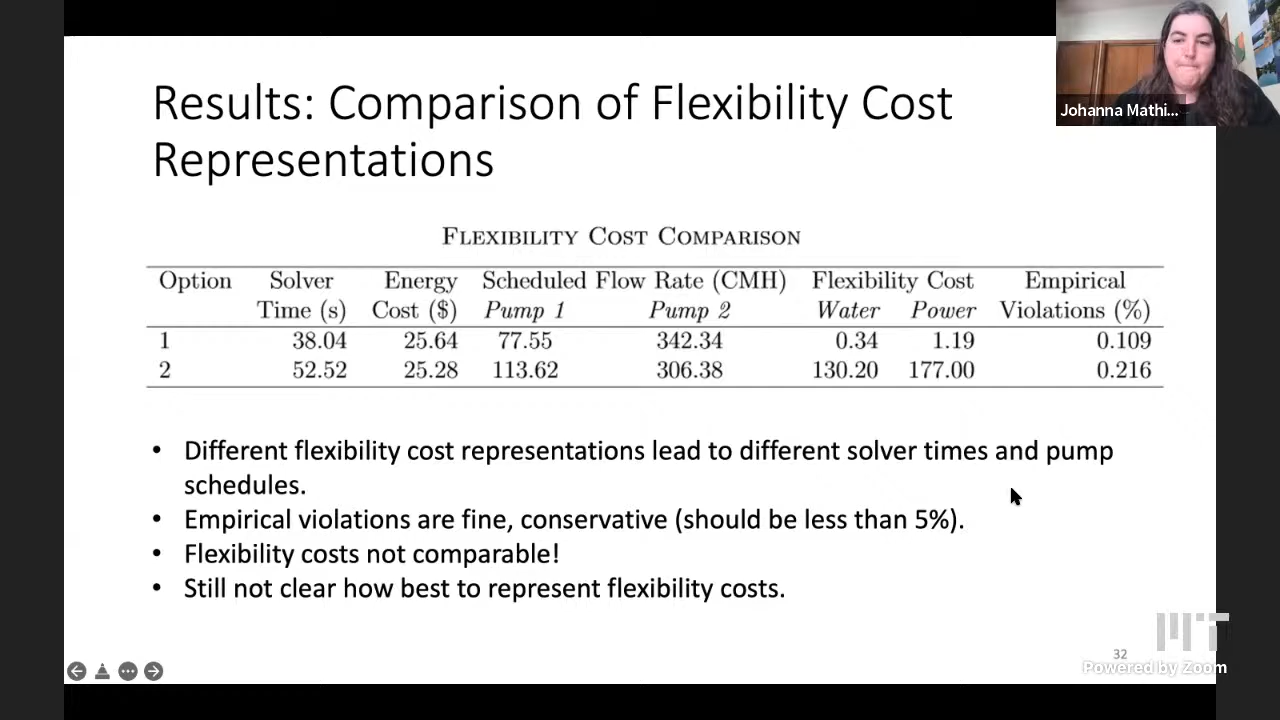 Results: Comparison of Flexibility Cost
Representations
Johanna Mathi...
FLEXIBILITY COST COMPARISON
Option Solver Energy Scheduled Flow Rate (CMH) Flexibility Cost Empirical
Time (s) Cost ($) Pump 1 Pump 2 Water Power Violations (%)
1 38.04 25.64 77.55 342.34 0.34 1.19 0.109
2 52.52 25.28 113.62 306.38 130.20 177.00 0.216
• Different flexibility cost representations lead to different solver times and pump
schedules.
• Empirical violations are fine, conservative (should be less than 5%).
• Flexibility costs not comparable!
• Still not clear how best to represent flexibility costs.
MIT
32
Powered by Zoom